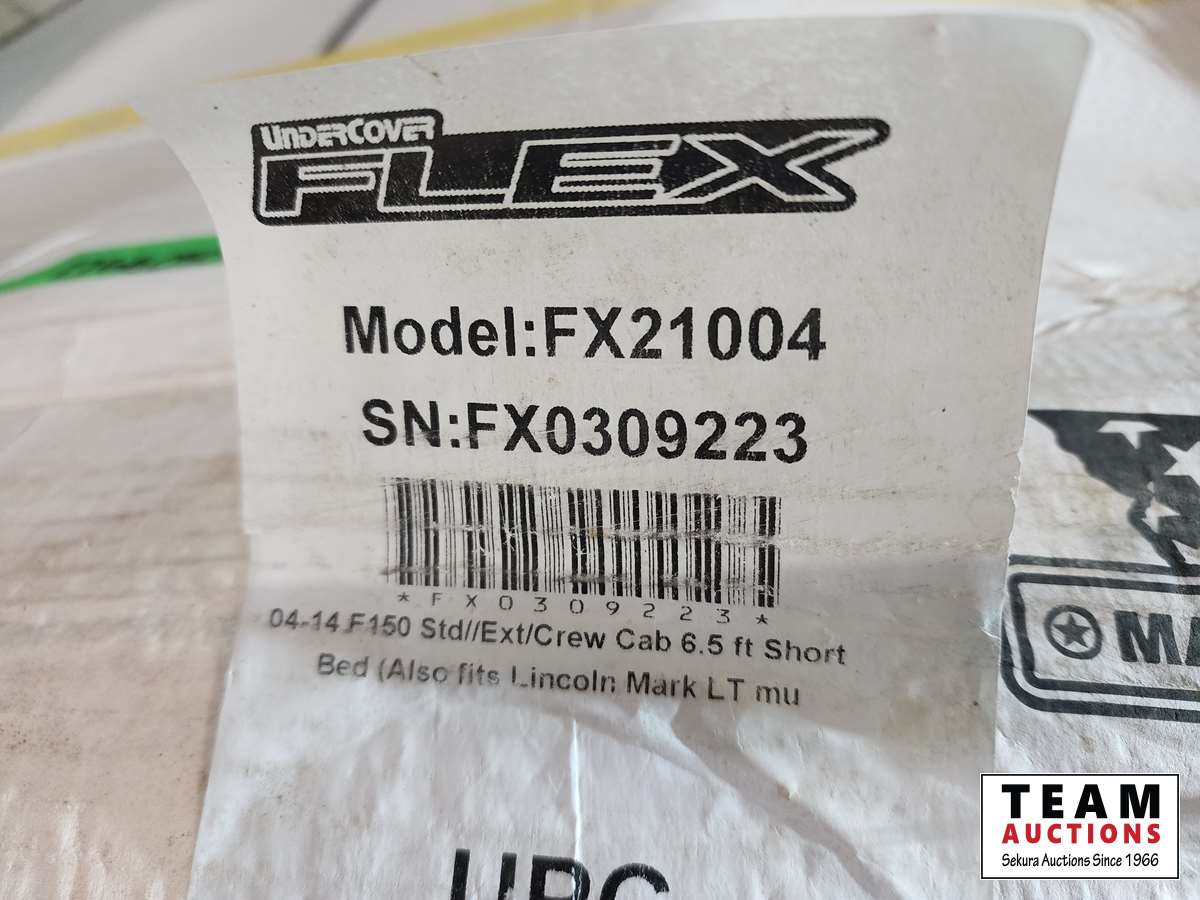 UNDERCOVER
FLEX
Model:FX21004
SN:FX0309223
*FX0309223*
04-14 F150 Std//Ext/Crew Cab 6.5 ft Short
Bed (Also fits Lincoln Mark LT mu
MA
UPC
TEAM
AUCTIONS
Sekura Auctions Since 1966